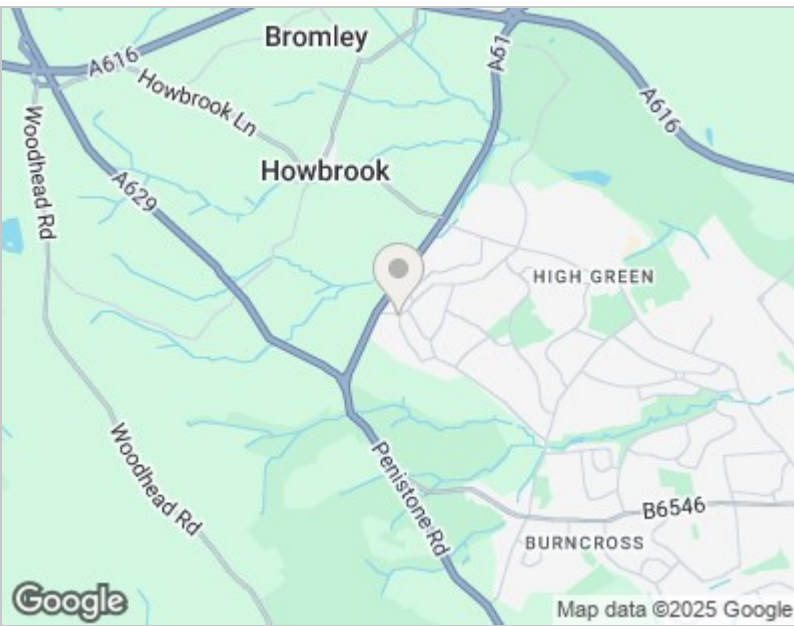 Bromley
A616
A61
A616
Howbrook Ln
Howbrook
Woodhead Rd
A629
HIGH GREEN
Woodhead Rd
Penistone Rd
B6546
BURNCROSS
Google
Map data ©2025 Google